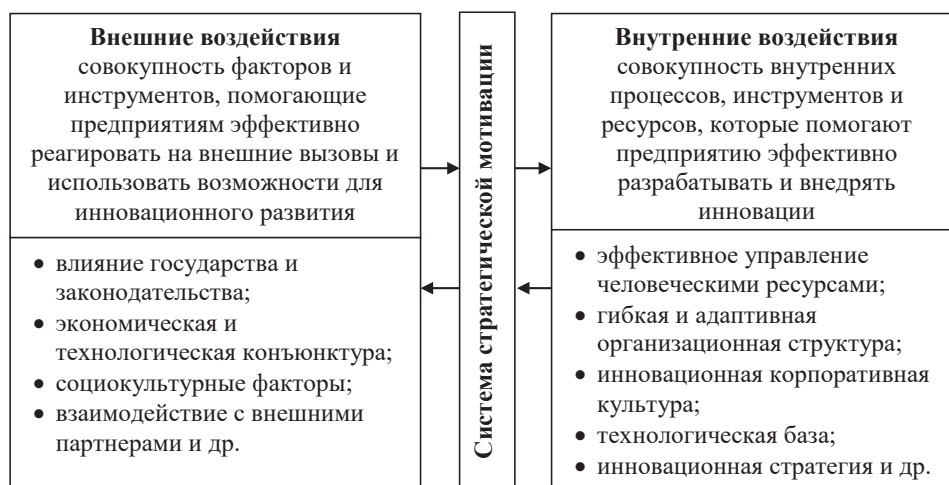 Внешние воздействия
совокупность факторов и
инструментов, помогающие
предприятиям эффективно
реагировать на внешние вызовы и
использовать возможности для
инновационного развития
• влияние государства и
законодательства;
• экономическая и
технологическая конъюнктура;
• социокультурные факторы;
• взаимодействие с внешними
партнерами и др.
Система стратегической мотивации
Внутренние воздействия
совокупность внутренних
процессов, инструментов и
ресурсов, которые помогают
предприятию эффективно
разрабатывать и внедрять
инновации
• эффективное управление
человеческими ресурсами;
• гибкая и адаптивная
организационная структура;
• инновационная корпоративная
культура;
• технологическая база;
• инновационная стратегия и др.